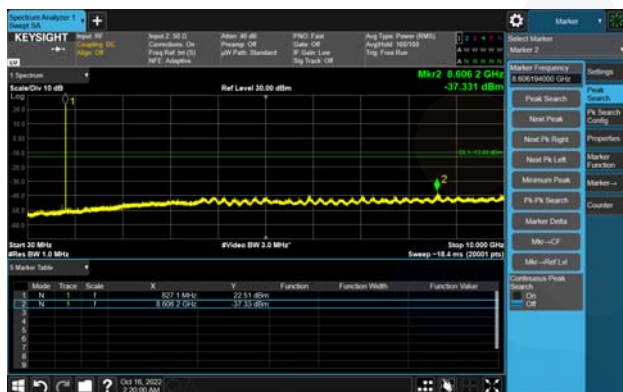 Spectrum Analyzer 1
Swept SA
+
Marker
KEYSIGHT
Input: RF
Coupling: DC
Align: Off
Input Z: 50 Ω
Corrections: On
Freq Ref: Int (S)
NFE: Adaptive
Atten: 40 dB
Preamp: Off
µW Path: Standard
PNO: Fast
Gate: Off
IF Gain: Low
Sig Track: Off
Avg Type: Power (RMS)
Avg|Hold: 100/100
Trig: Free Run
Select Marker
Marker 2
1 Spectrum
Scale/Div 10 dB
Ref Level 30.00 dBm
Mkr2 8.606 2 GHz
-37.331 dBm
Log
1
2
Start 30 MHz
#Video BW 3.0 MHz*
Stop 10.000 GHz
#Res BW 1.0 MHz
Sweep ~18.4 ms (20001 pts)
Marker Frequency
8.606194000 GHz
Peak Search
Next Peak
Next Pk Right
Next Pk Left
Minimum Peak
Pk-Pk Search
Marker Delta
Mkr→CF
Mkr→Ref Lvl
Continuous Peak
Search
On
Off
Settings
Peak
Search
Pk Search
Config
Properties
Marker
Function
Marker→
Counter
5 Marker Table
Mode Trace Scale X Y Function Function Width Function Value
1 N 1 f 827.1 MHz 22.51 dBm
2 N 1 f 8.606 2 GHz -37.33 dBm
3
4
5
6
7
8
9
?
Oct 16, 2022
2:20:00 AM